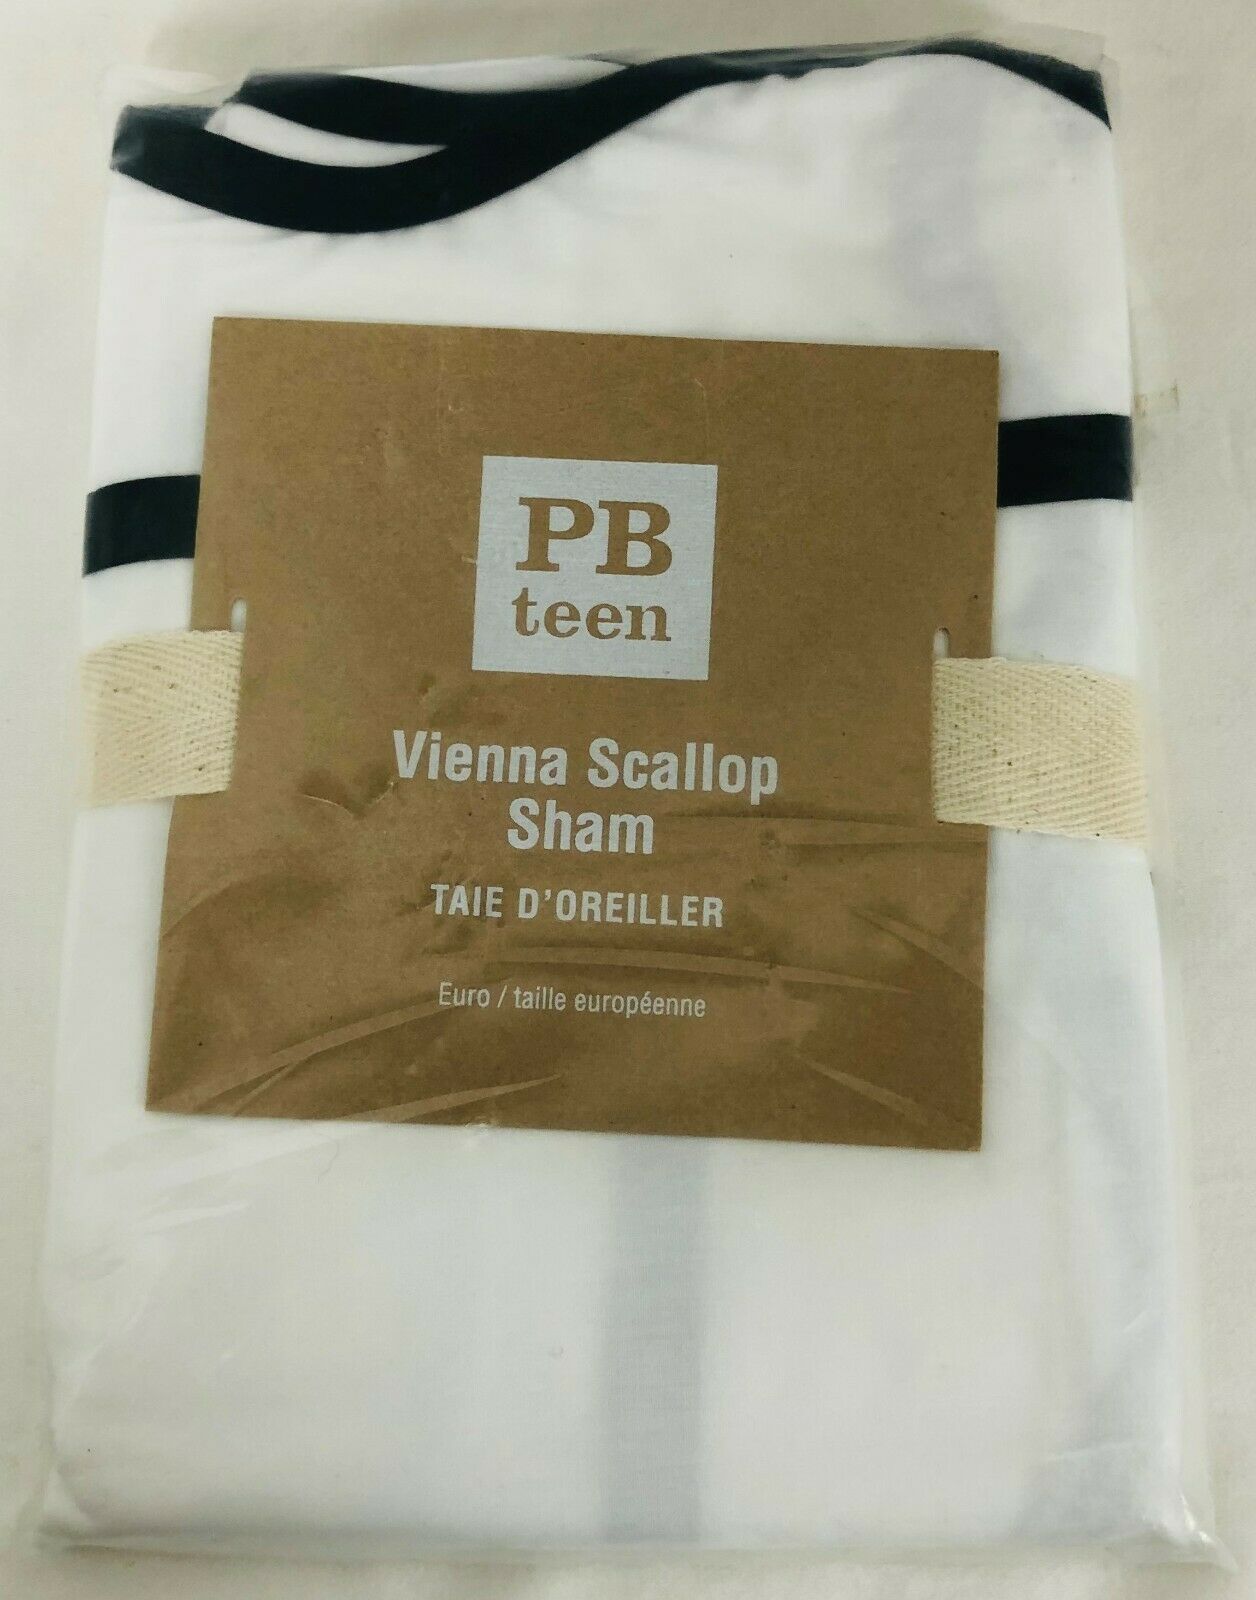 PB
teen
Vienna Scallop
Sham
TAIE D'OREILLER
Euro / taille européenne